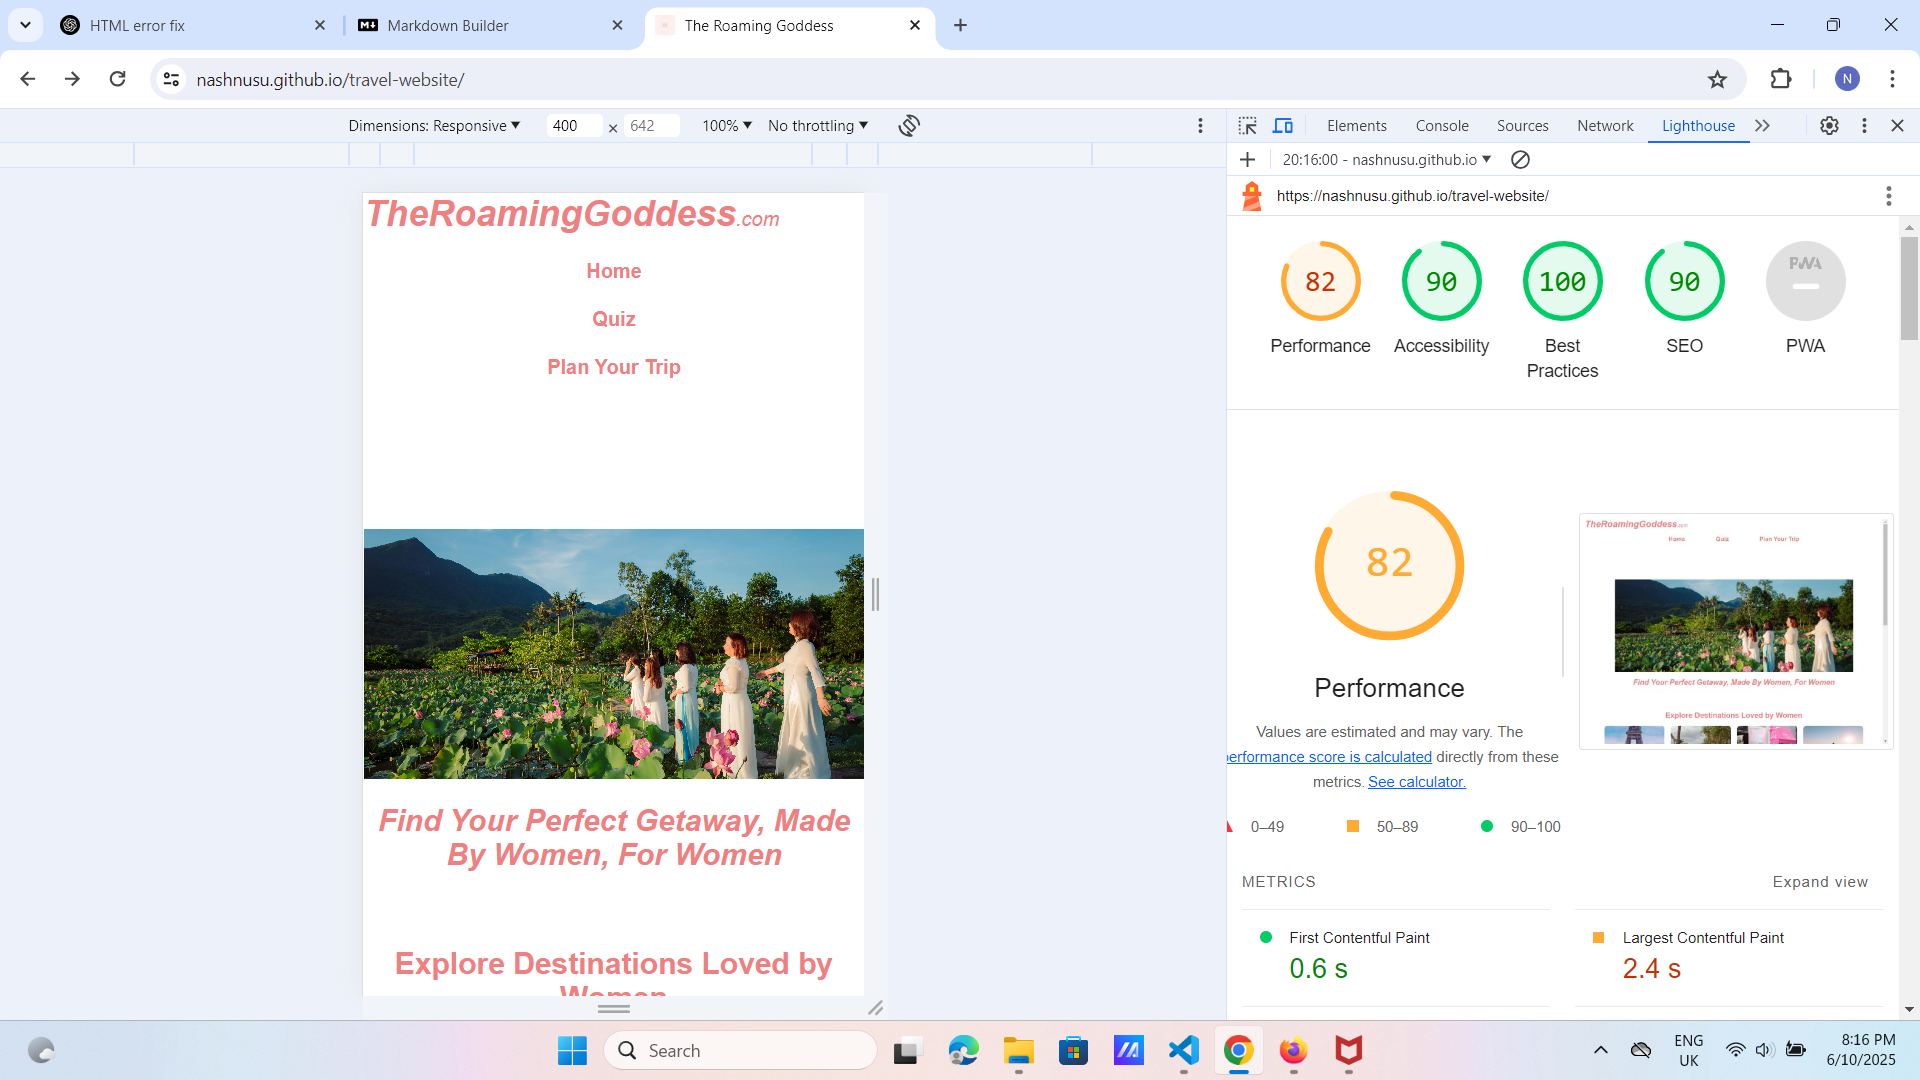 HTML error fix
Markdown Builder
The Roaming Goddess
nashnusu.github.io/travel-website/
N
Dimensions: Responsive
400 × 642
100%
No throttling
Elements
Console
Sources
Network
Lighthouse
20:16:00 - nashnusu.github.io
https://nashnusu.github.io/travel-website/
TheRoamingGoddess.com
Home
Quiz
Plan Your Trip
Find Your Perfect Getaway, Made
By Women, For Women
Explore Destinations Loved by
Women
82
90
100
90
PWA
Performance
Accessibility
Best
Practices
SEO
PWA
82
Performance
Values are estimated and may vary. The
performance score is calculated directly from these
metrics. See calculator.
0–49
50–89
90–100
TheRoamingGoddess.com
Home
Quiz
Plan Your Trip
Find Your Perfect Getaway, Made By Women, For Women
Explore Destinations Loved by Women
METRICS
Expand view
First Contentful Paint
0.6 s
Largest Contentful Paint
2.4 s
Search
ENG
UK
8:16 PM
6/10/2025